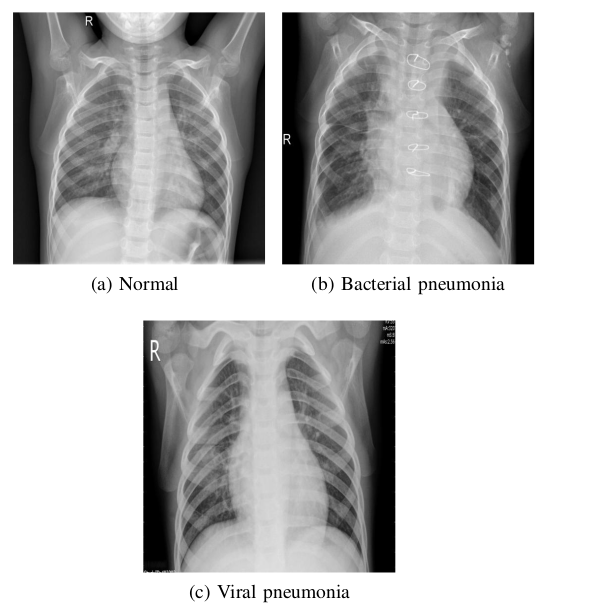 R
R
(a) Normal
(b) Bacterial pneumonia
R
(c) Viral pneumonia